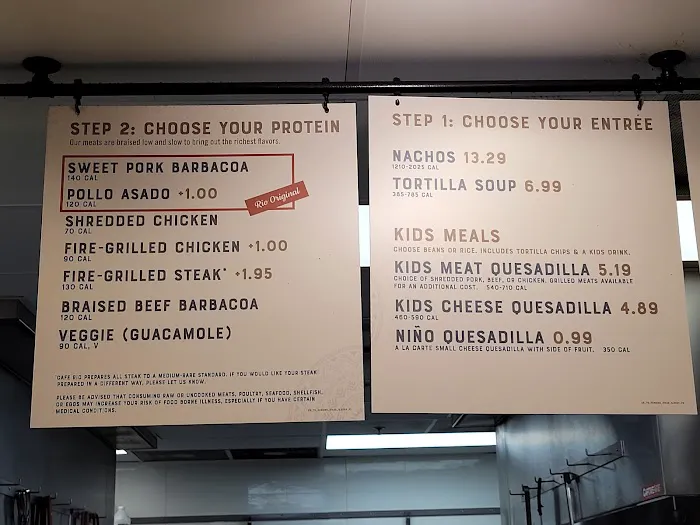 STEP 2: CHOOSE YOUR PROTEIN
Our meats are braised low and slow to bring out the richest flavors.
SWEET PORK BARBACOA
140 CAL
POLLO ASADO +1.00
120 CAL
Rio Original
SHREDDED CHICKEN
70 CAL
FIRE-GRILLED CHICKEN +1.00
90 CAL
FIRE-GRILLED STEAK* +1.95
130 CAL
BRAISED BEEF BARBACOA
120 CAL
VEGGIE (GUACAMOLE)
90 CAL, V
CAFE RIO PREPARES ALL STEAK TO A MEDIUM-RARE STANDARD. IF YOU WOULD LIKE YOUR STEAK
PREPARED IN A DIFFERENT WAY, PLEASE LET US KNOW.
PLEASE BE ADVISED THAT CONSUMING RAW OR UNCOOKED MEATS, POULTRY, SEAFOOD, SHELLFISH,
OR EGGS MAY INCREASE YOUR RISK OF FOOD BORNE ILLNESS, ESPECIALLY IF YOU HAVE CERTAIN
MEDICAL CONDITIONS.
STEP 1: CHOOSE YOUR ENTRÉE
NACHOS 13.29
1210-2025 CAL
TORTILLA SOUP 6.99
365-785 CAL
KIDS MEALS
CHOOSE BEANS OR RICE. INCLUDES TORTILLA CHIPS & A KIDS DRINK.
KIDS MEAT QUESADILLA 5.19
CHOICE OF SHREDDED PORK, BEEF, OR CHICKEN. GRILLED MEATS AVAILABLE
FOR AN ADDITIONAL COST. 540-710 CAL
KIDS CHEESE QUESADILLA 4.89
460-590 CAL
NIÑO QUESADILLA 0.99
A LA CARTE SMALL CHEESE QUESADILLA WITH SIDE OF FRUIT. 350 CAL